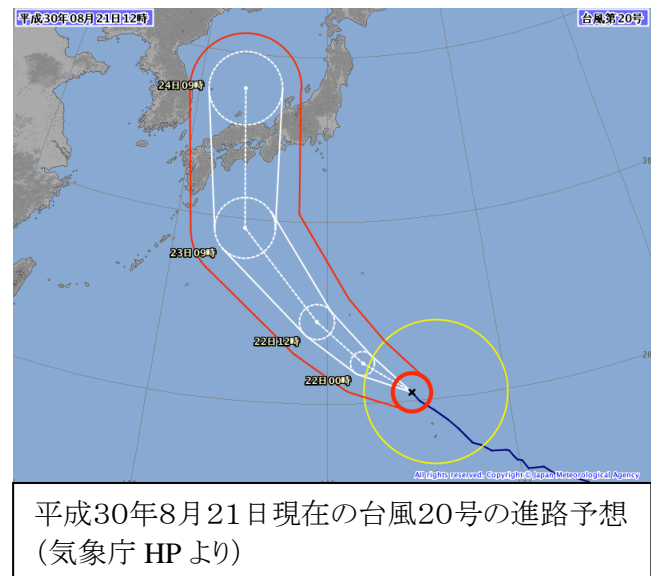 平成30年08月21日12時
台風第20号
24日09時
30
23日09時
22日12時
20
22日00時
All rights reserved. Copyright © Japan Meteorological Agency
平成30年8月21日現在の台風20号の進路予想
（気象庁 HP より）